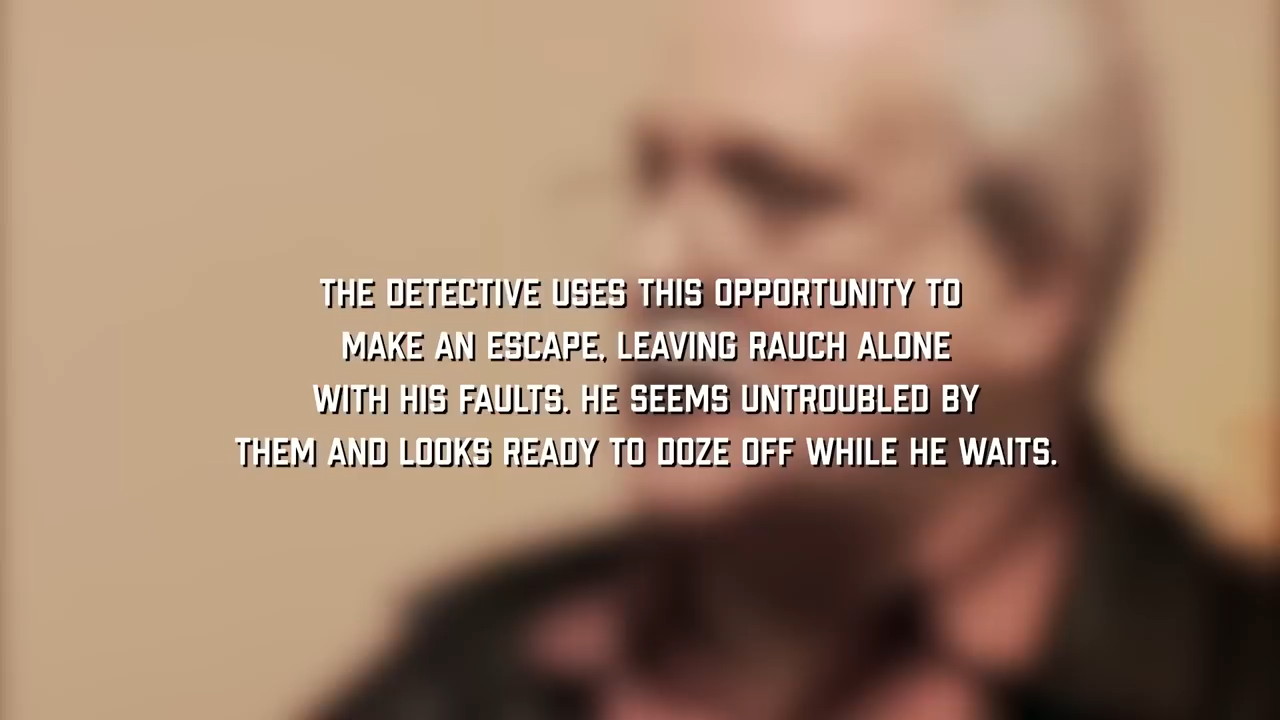 THE DETECTIVE USES THIS OPPORTUNITY TO
MAKE AN ESCAPE, LEAVING RAUCH ALONE
WITH HIS FAULTS. HE SEEMS UNTROUBLED BY
THEM AND LOOKS READY TO DOZE OFF WHILE HE WAITS.